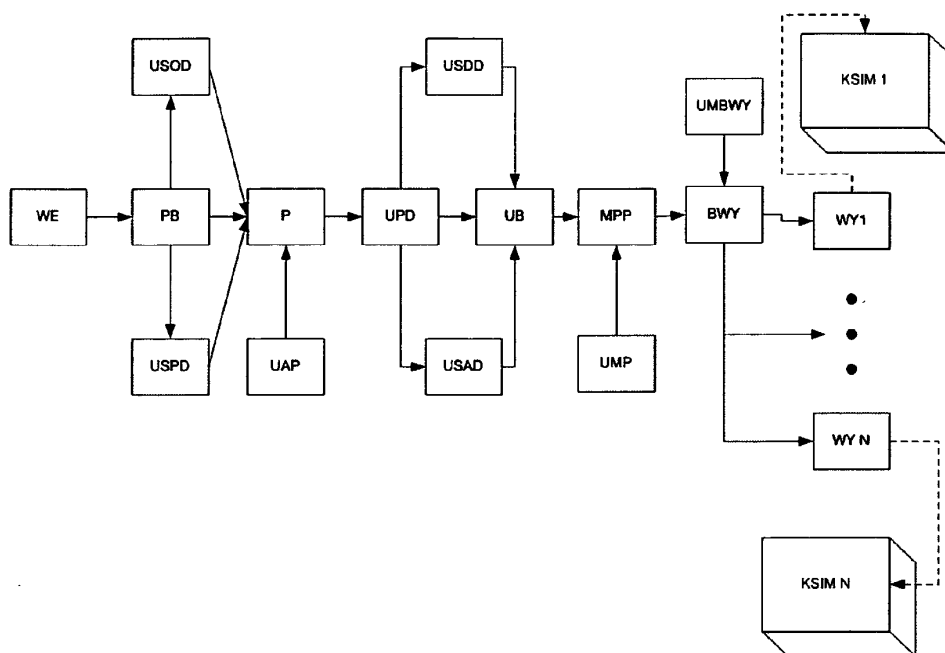 KSIM 1
USOD
USDD
UMBWY
WE
PB
P
UPD
UB
MPP
BWY
WY1
USPD
UAP
USAD
UMP
WY N
KSIM N